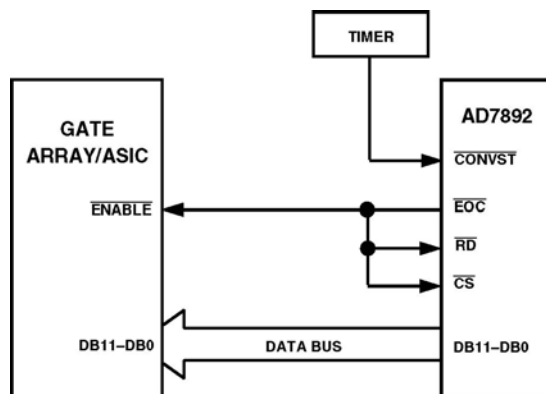 TIMER
GATE
ARRAY/ASIC
ENABLE
DB11–DB0
DATA BUS
AD7892
CONVST
EOC
RD
CS
DB11–DB0